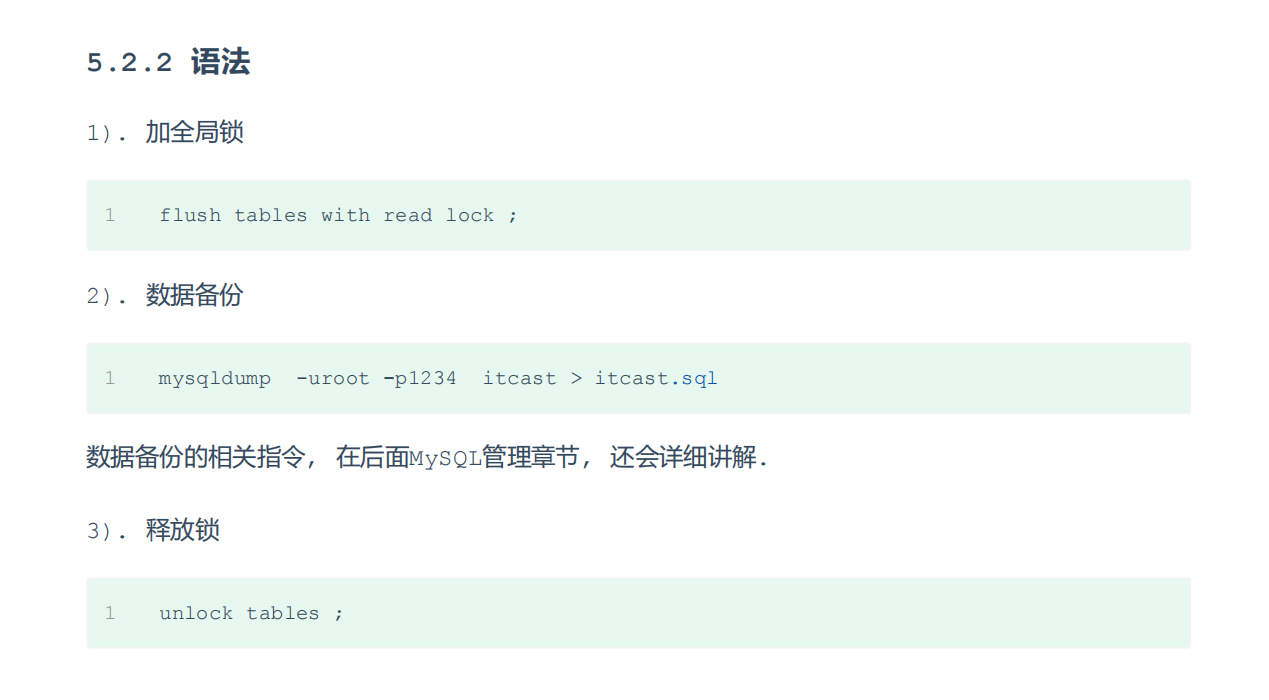 5.2.2 语法
1). 加全局锁
1 flush tables with read lock ;
2). 数据备份
1 mysqldump  -uroot -p1234  itcast > itcast.sql
数据备份的相关指令, 在后面MySQL管理章节, 还会详细讲解.
3). 释放锁
1 unlock tables ;